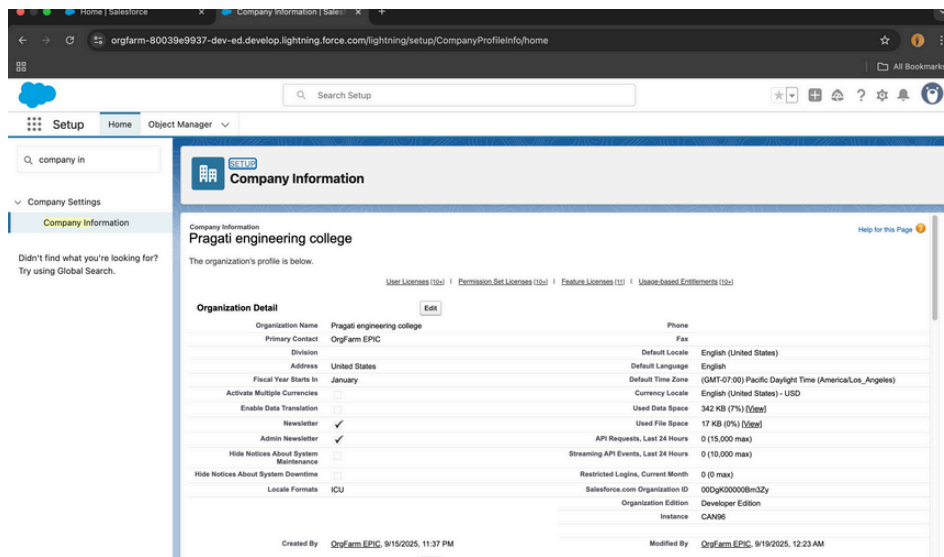 Home | Salesforce
Company Information | Sales
orgfarm-80039e9937-dev-ed.develop.lightning.force.com/lightning/setup/CompanyProfileInfo/home
All Bookmarks
Search Setup
Setup
Home
Object Manager
company in
Company Settings
Company Information
Didn't find what you're looking for?
Try using Global Search.
SETUP
Company Information
Company Information
Pragati engineering college
Help for this Page
The organization's profile is below.
User Licenses [10+] | Permission Set Licenses [10+] | Feature Licenses [11] | Usage-based Entitlements [10+]
Organization Detail
Edit
Organization Name Pragati engineering college Phone
Primary Contact OrgFarm EPIC Fax
Division Default Locale English (United States)
Address United States Default Language English
Fiscal Year Starts In January Default Time Zone (GMT-07:00) Pacific Daylight Time (America/Los_Angeles)
Activate Multiple Currencies Currency Locale English (United States) - USD
Enable Data Translation Used Data Space 342 KB (7%) [View]
Newsletter Used File Space 17 KB (0%) [View]
Admin Newsletter API Requests, Last 24 Hours 0 (15,000 max)
Hide Notices About System Maintenance Streaming API Events, Last 24 Hours 0 (10,000 max)
Hide Notices About System Downtime Restricted Logins, Current Month 0 (0 max)
Locale Formats ICU Salesforce.com Organization ID 00DgK00000Bm3Zy
Organization Edition Developer Edition
Instance CAN96
Created By OrgFarm EPIC, 9/15/2025, 11:37 PM Modified By OrgFarm EPIC, 9/19/2025, 12:23 AM